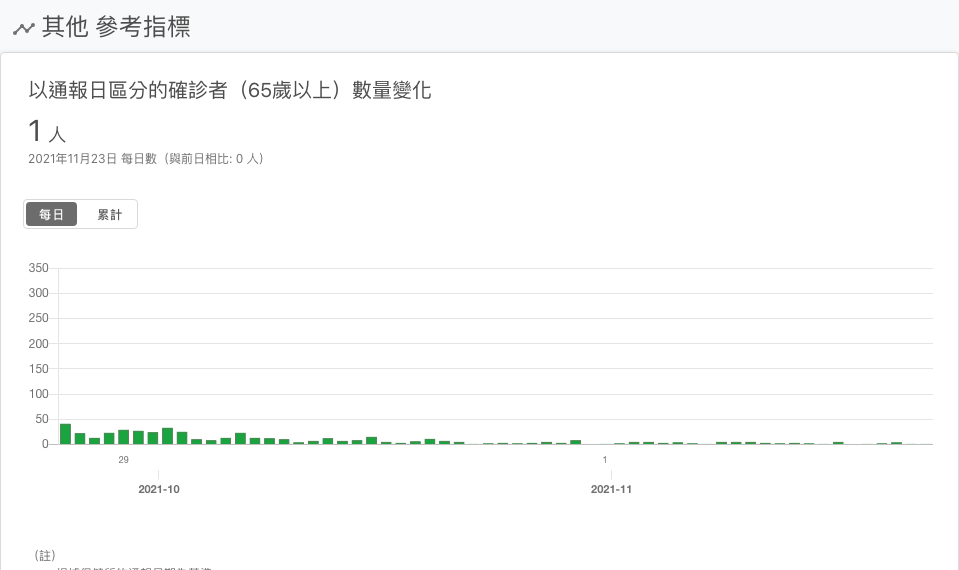 其他 參考指標
以通報日區分的確診者（65歲以上）數量變化
1 人
2021年11月23日 每日數（與前日相比: 0 人）
每日 累計
350
300
250
200
150
100
50
0
29 1
2021-10 2021-11
（註）